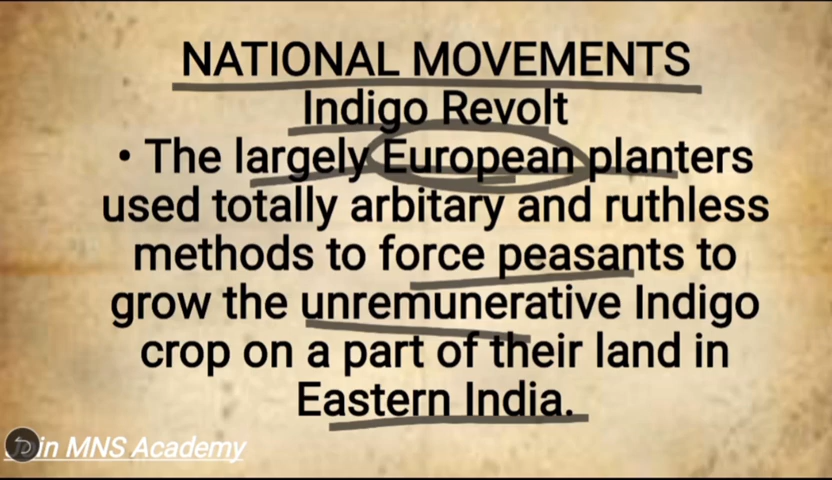 NATIONAL MOVEMENTS
Indigo Revolt
• The largely European planters
used totally arbitary and ruthless
methods to force peasants to
grow the unremunerative Indigo
crop on a part of their land in
Eastern India.
in MNS Academy